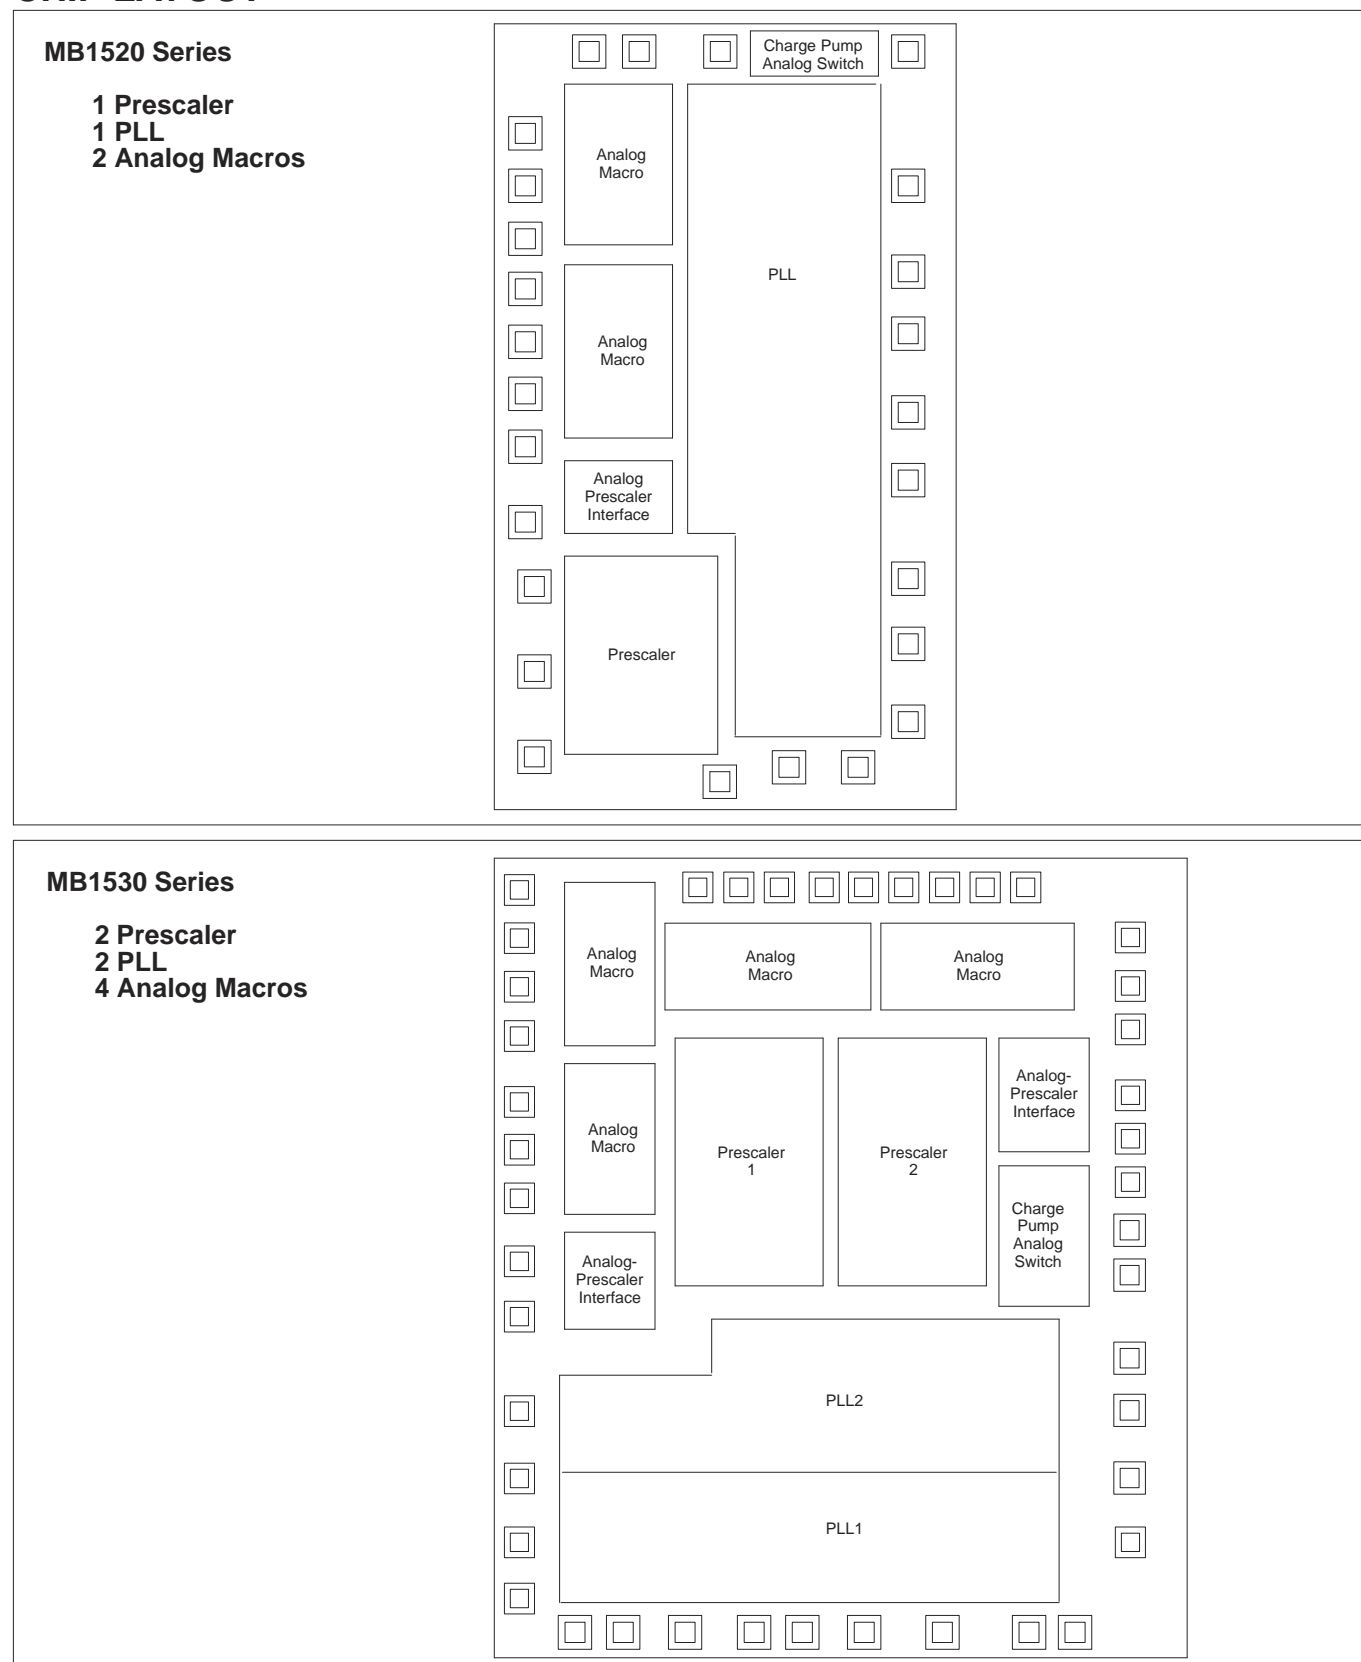 MB1520 Series
1 Prescaler
1 PLL
2 Analog Macros
Charge Pump
Analog Switch
Analog
Macro
PLL
Analog
Macro
Analog
Prescaler
Interface
Prescaler
MB1530 Series
2 Prescaler
2 PLL
4 Analog Macros
Analog
Macro
Analog
Macro
Analog
Macro
Analog-
Prescaler
Interface
Analog
Macro
Prescaler
1
Prescaler
2
Charge
Pump
Analog
Switch
Analog-
Prescaler
Interface
PLL2
PLL1